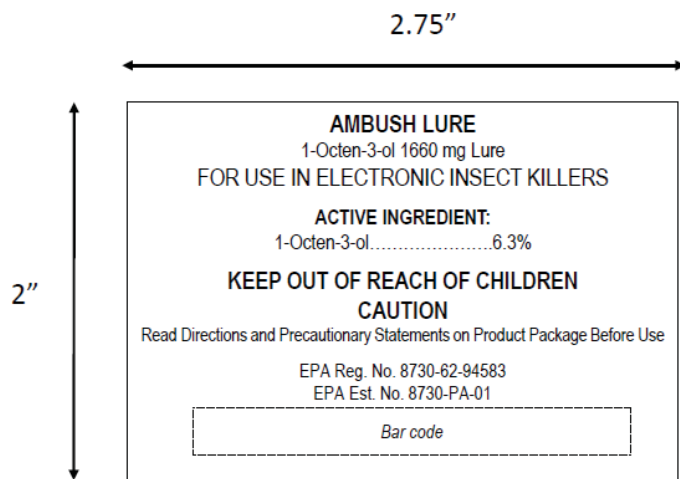 2.75”
2”
AMBUSH LURE
1-Octen-3-ol 1660 mg Lure
FOR USE IN ELECTRONIC INSECT KILLERS
ACTIVE INGREDIENT:
1-Octen-3-ol......................6.3%
KEEP OUT OF REACH OF CHILDREN
CAUTION
Read Directions and Precautionary Statements on Product Package Before Use
EPA Reg. No. 8730-62-94583
EPA Est. No. 8730-PA-01
Bar code